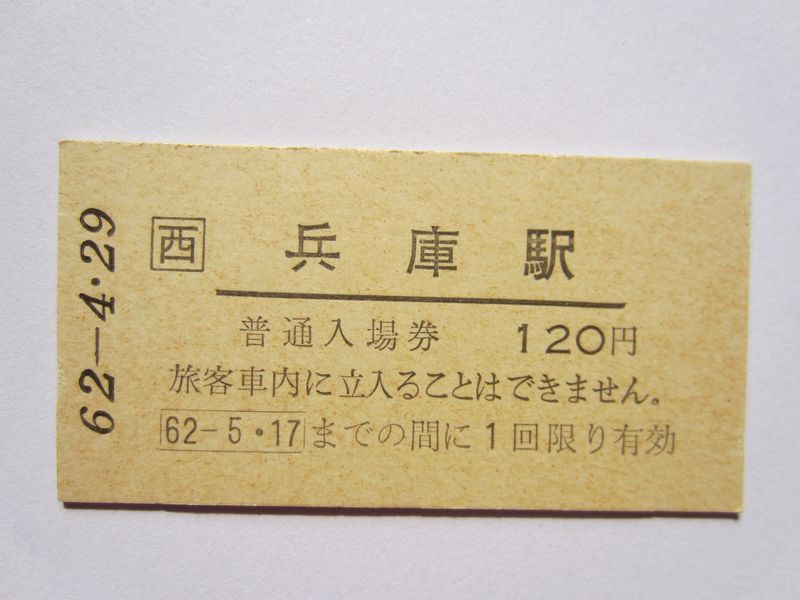 62-4·29
西 兵庫駅
普通入場券 120円
旅客車内に立入ることはできません。
62-5·17までの間に1回限り有効